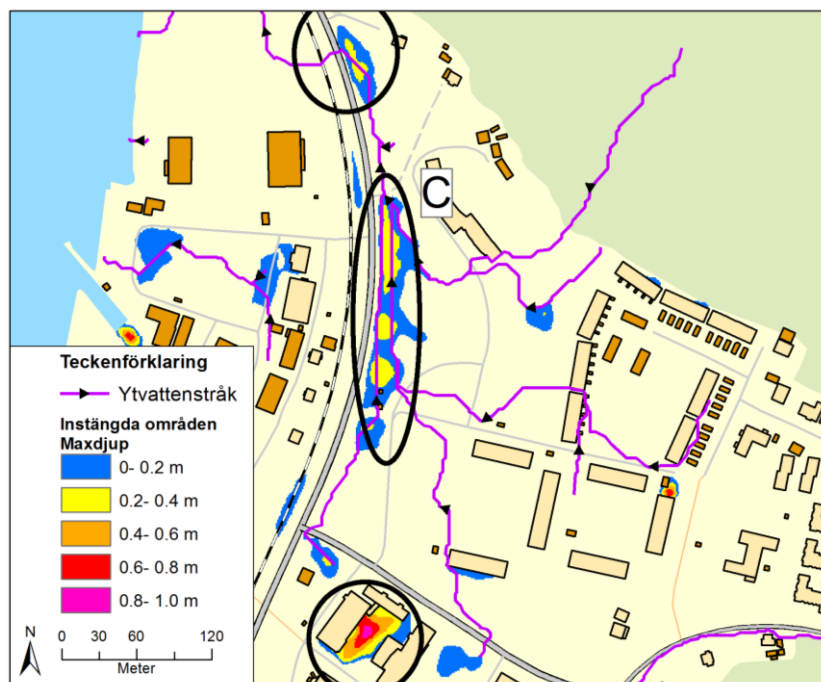 C
Teckenförklaring
Ytvattenstråk
Instängda områden
Maxdjup
0- 0.2 m
0.2- 0.4 m
0.4- 0.6 m
0.6- 0.8 m
0.8- 1.0 m
N
0 30 60 120
Meter